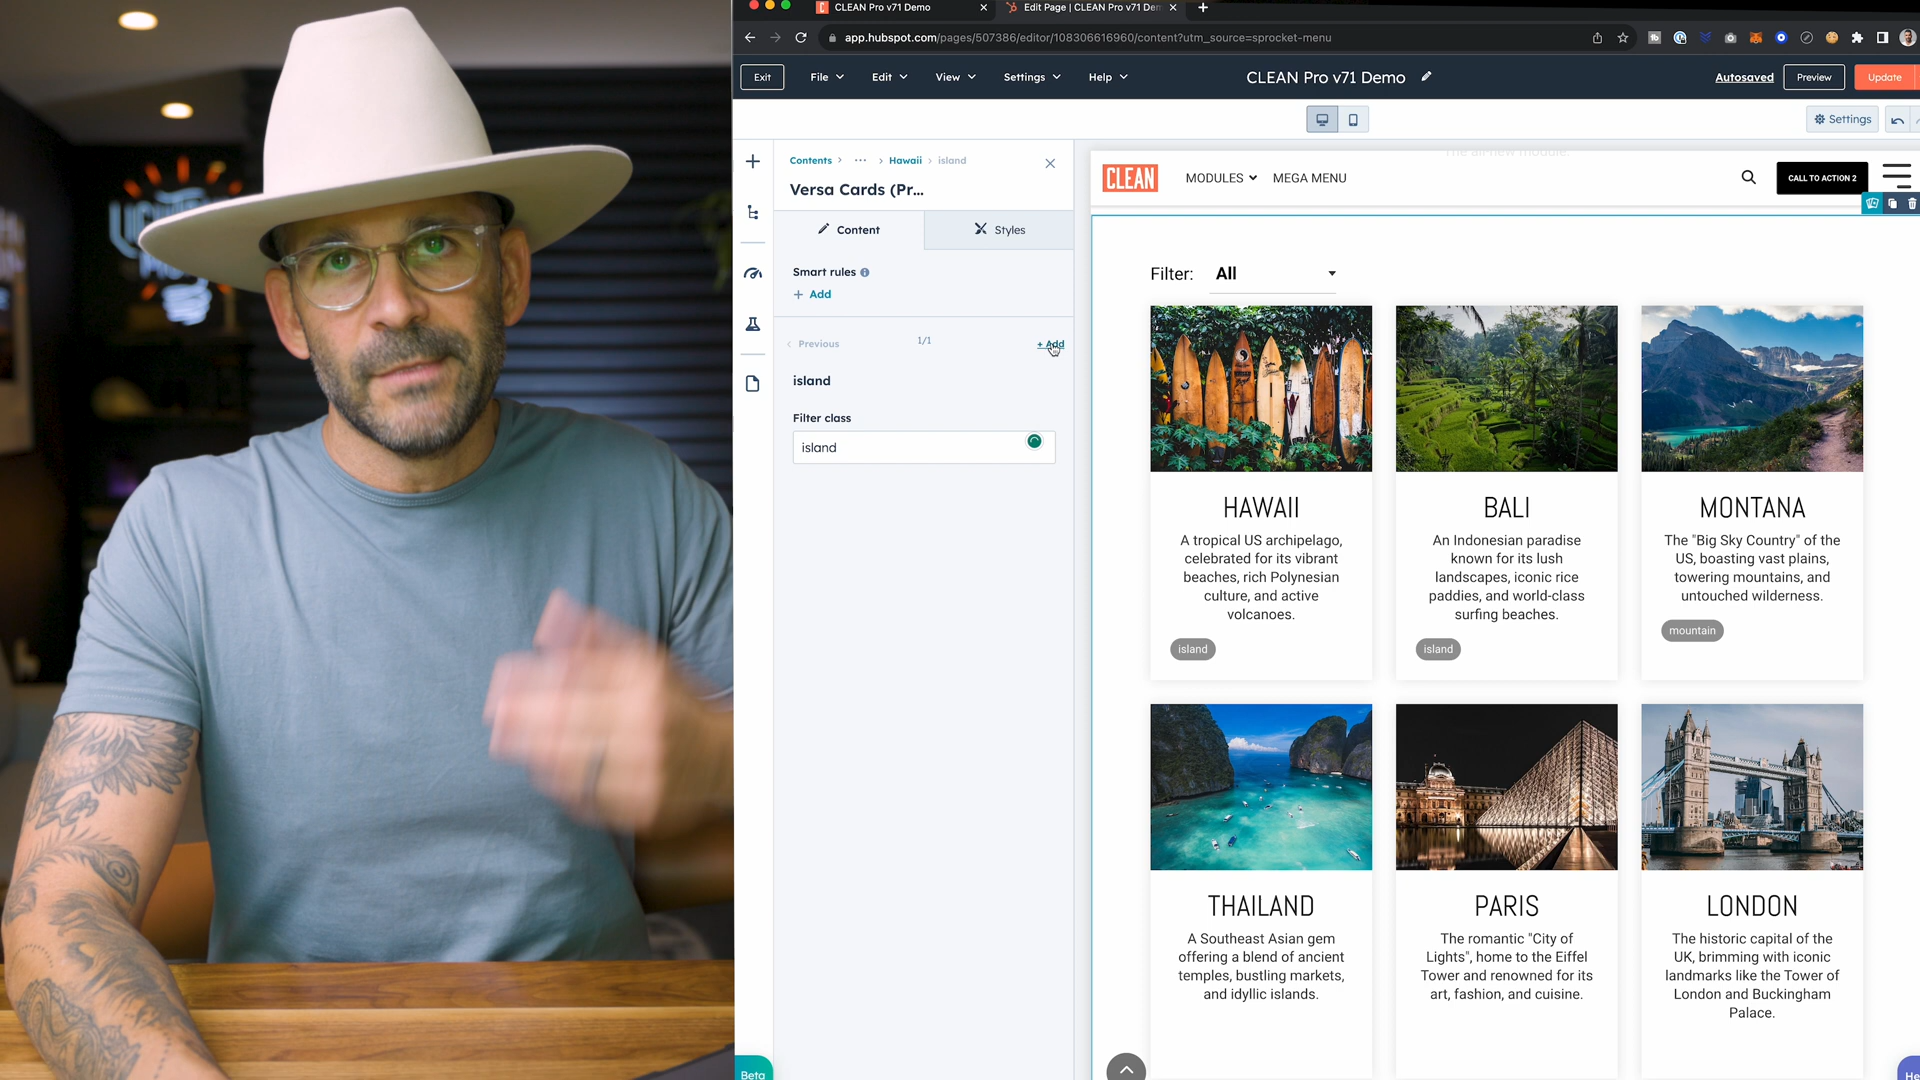 CLEAN Pro v71 Demo
Edit Page | CLEAN Pro v71 Dem
app.hubspot.com/pages/507386/editor/108306616960/content?utm_source=sprocket-menu
Exit
File
Edit
View
Settings
Help
CLEAN Pro v71 Demo
Autosaved
Preview
Update
Settings
Contents
...
Hawaii
island
Versa Cards (Pr...
Content
Styles
Smart rules
+ Add
Previous
1/1
+ Add
island
Filter class
island
Beta
The all-new module.
CLEAN
MODULES
MEGA MENU
CALL TO ACTION 2
Filter:
All
HAWAII
A tropical US archipelago,
celebrated for its vibrant
beaches, rich Polynesian
culture, and active
volcanoes.
island
BALI
An Indonesian paradise
known for its lush
landscapes, iconic rice
paddies, and world-class
surfing beaches.
island
MONTANA
The "Big Sky Country" of the
US, boasting vast plains,
towering mountains, and
untouched wilderness.
mountain
THAILAND
A Southeast Asian gem
offering a blend of ancient
temples, bustling markets,
and idyllic islands.
PARIS
The romantic "City of
Lights", home to the Eiffel
Tower and renowned for its
art, fashion, and cuisine.
LONDON
The historic capital of the
UK, brimming with iconic
landmarks like the Tower of
London and Buckingham
Palace.
He